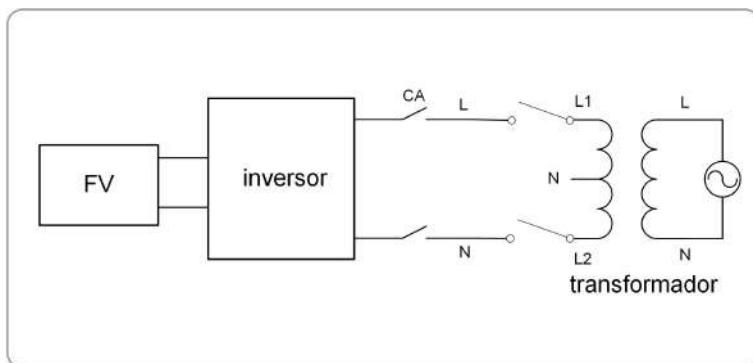 CA
L
L1
L
FV
inversor
N
N
L2
N
transformador